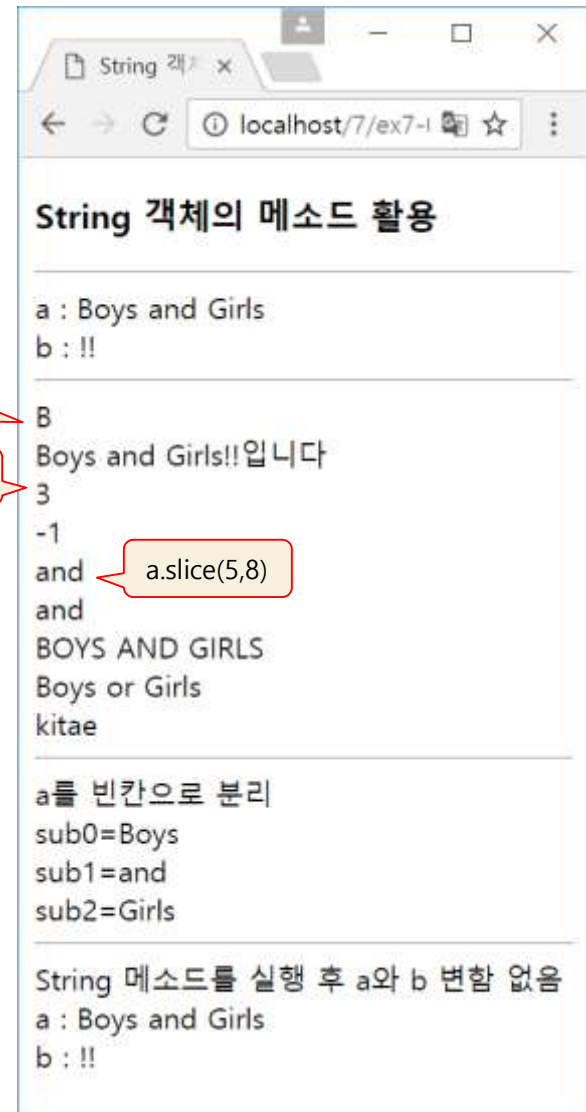 String 객체
localhost/7/ex7-
String 객체의 메소드 활용
a : Boys and Girls
b : !!
B
Boys and Girls!!입니다
3
-1
and
a.slice(5,8)
and
BOYS AND GIRLS
Boys or Girls
kitae
a를 빈칸으로 분리
sub0=Boys
sub1=and
sub2=Girls
String 메소드를 실행 후 a와 b 변함 없음
a : Boys and Girls
b : !!